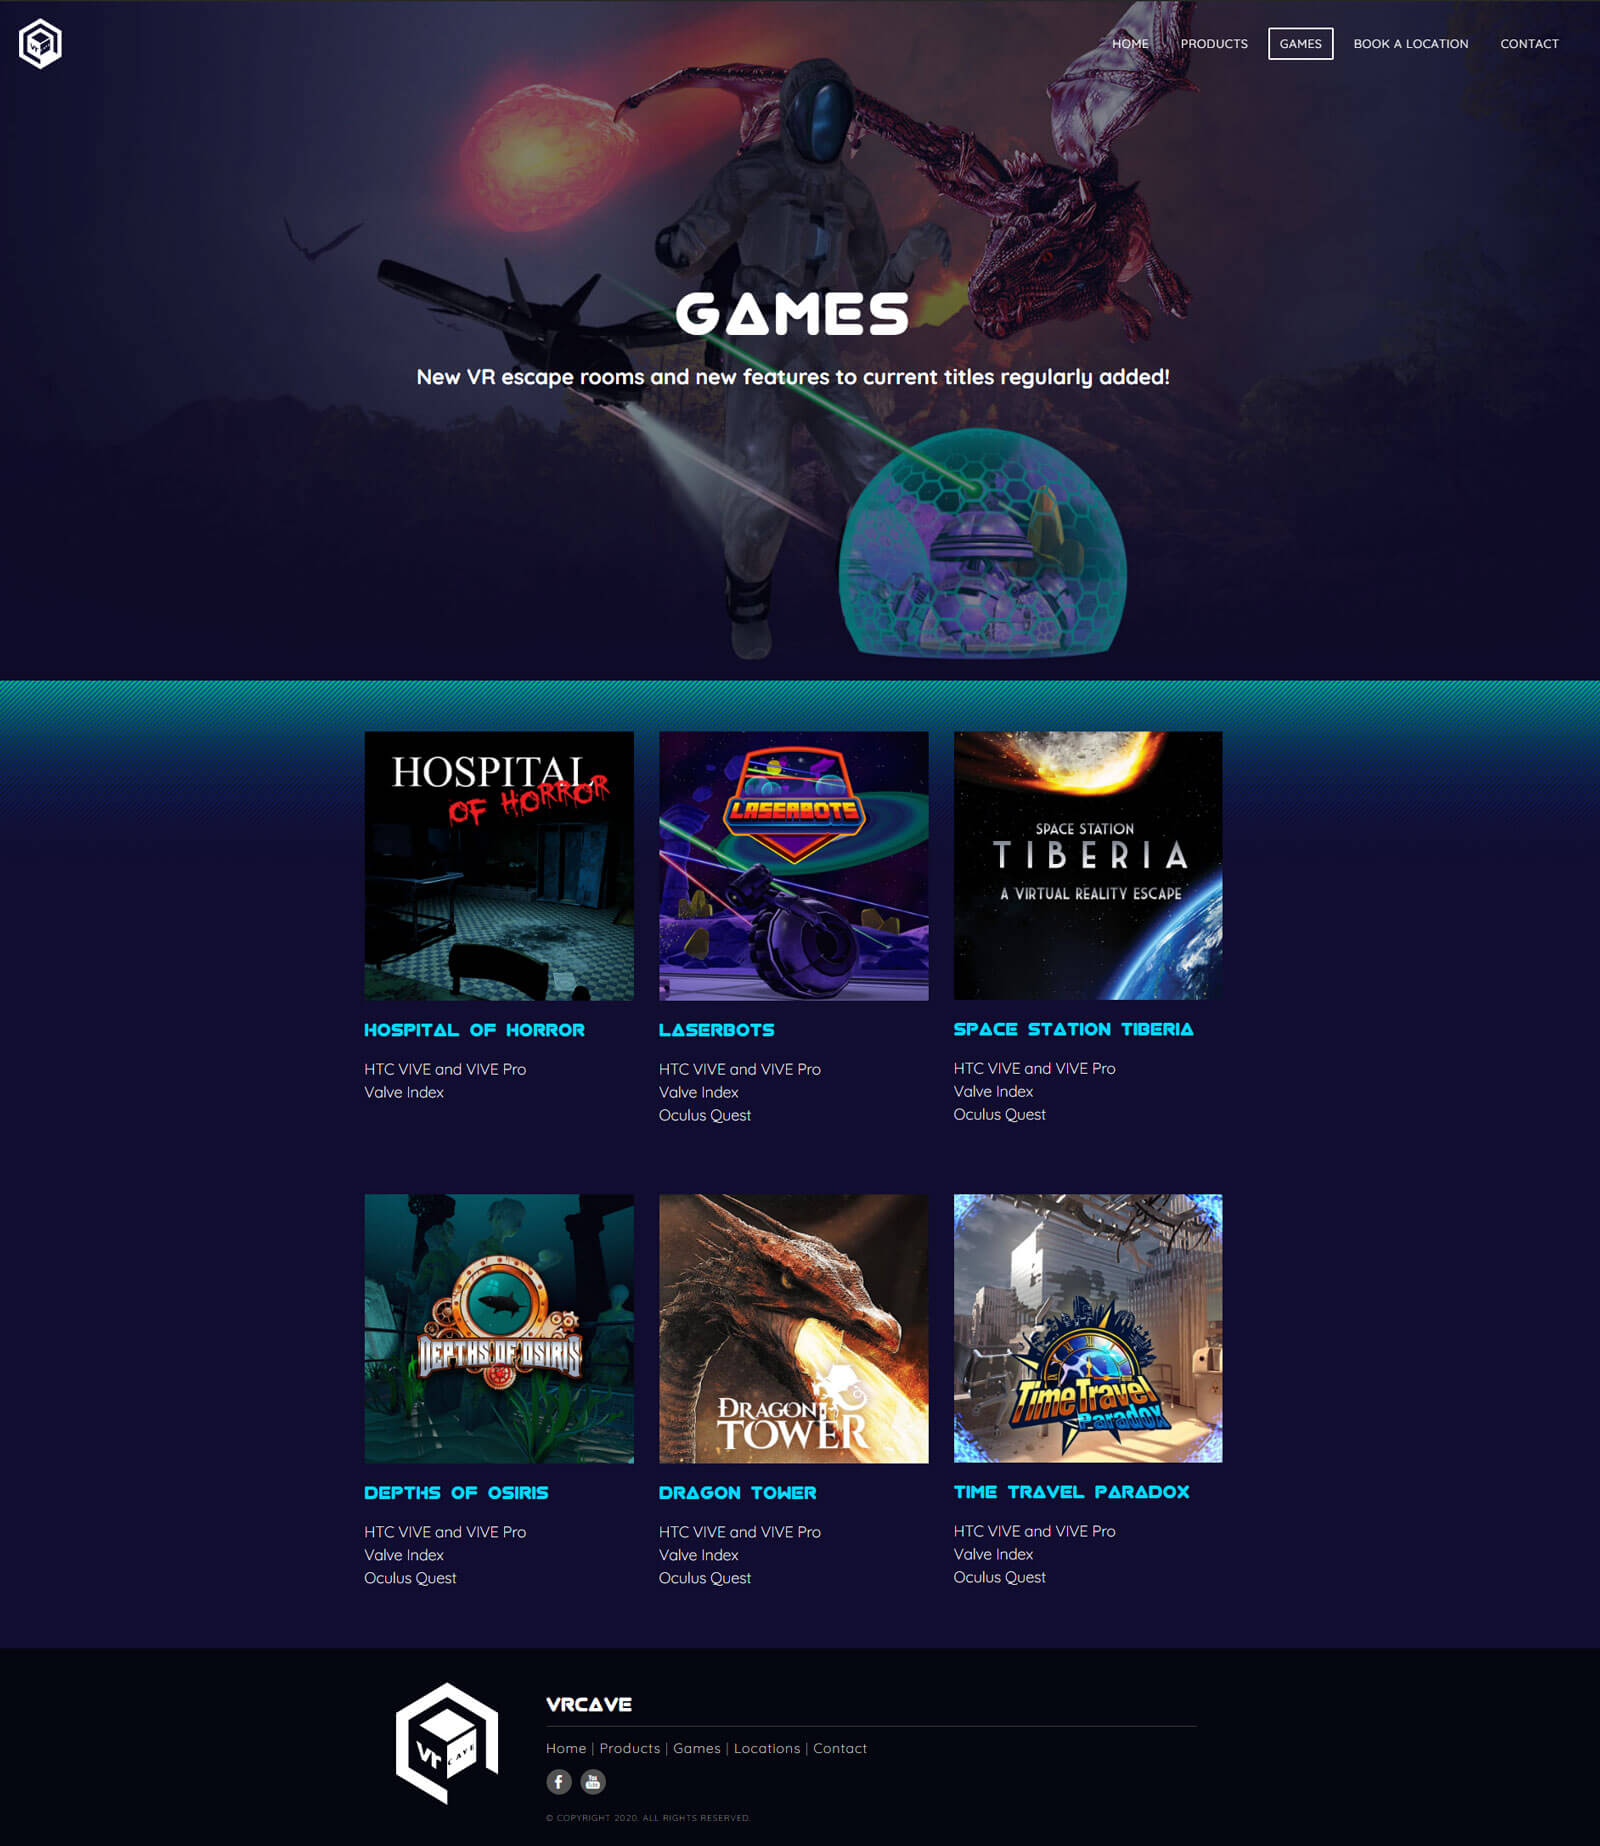 HOME PRODUCTS GAMES BOOK A LOCATION CONTACT
GAMES
New VR escape rooms and new features to current titles regularly added!
HOSPITAL
OF HORROR
LASERBOTS
SPACE STATION
TIBERIA
A VIRTUAL REALITY ESCAPE
HOSPITAL OF HORROR
HTC VIVE and VIVE Pro
Valve Index
LASERBOTS
HTC VIVE and VIVE Pro
Valve Index
Oculus Quest
SPACE STATION TIBERIA
HTC VIVE and VIVE Pro
Valve Index
Oculus Quest
DEPTHS OF OSIRIS
DRAGON
TOWER
Time Travel
Paradox
DEPTHS OF OSIRIS
HTC VIVE and VIVE Pro
Valve Index
Oculus Quest
DRAGON TOWER
HTC VIVE and VIVE Pro
Valve Index
Oculus Quest
TIME TRAVEL PARADOX
HTC VIVE and VIVE Pro
Valve Index
Oculus Quest
vr CAVE
VRCAVE
Home | Products | Games | Locations | Contact
You Tube
© COPYRIGHT 2020. ALL RIGHTS RESERVED.